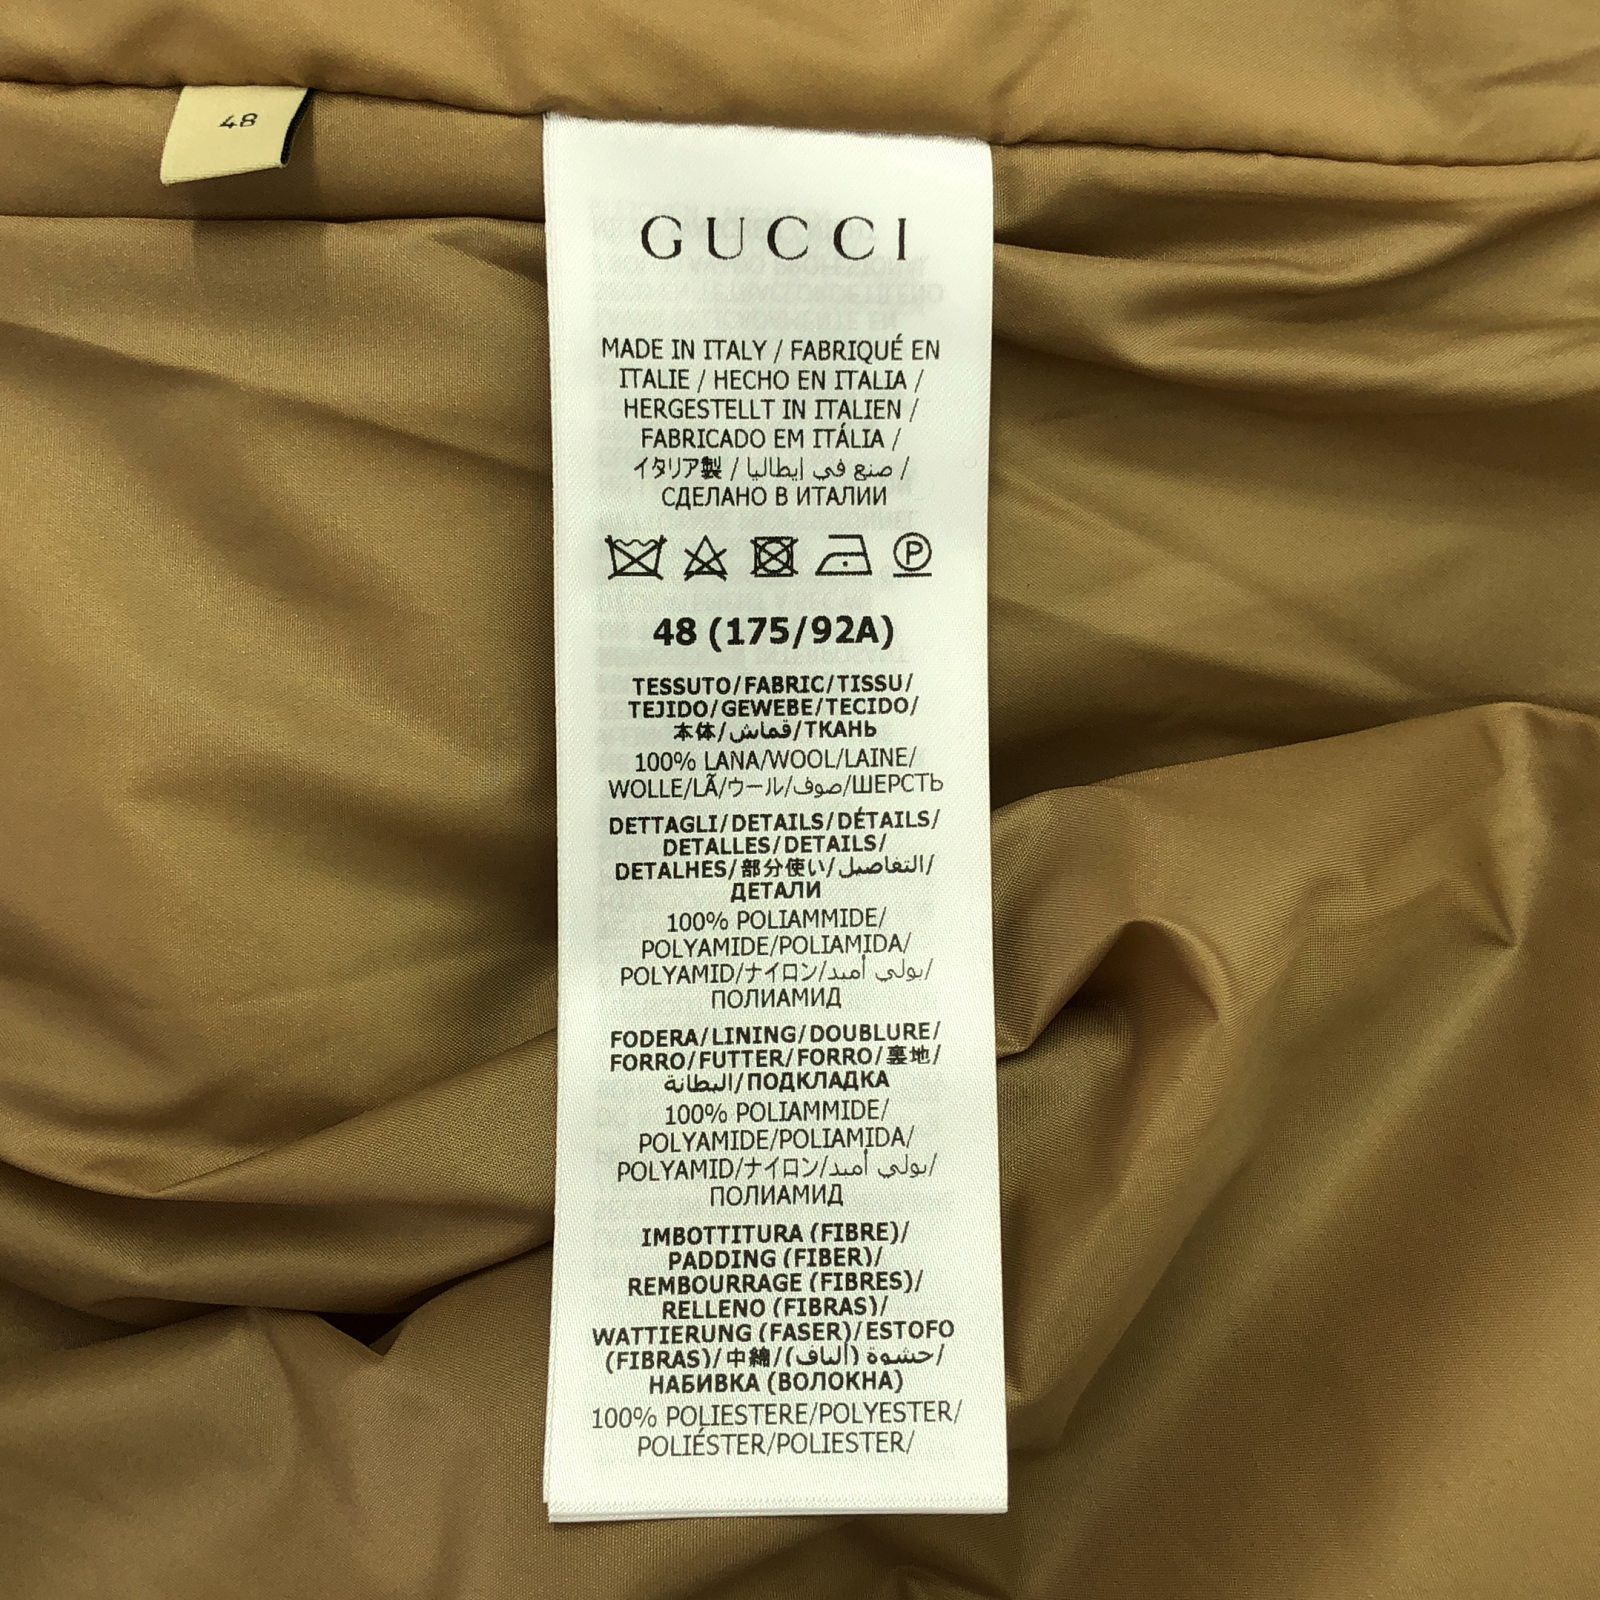 48
GUCCI
MADE IN ITALY / FABRIQUÉ EN
ITALIE / HECHO EN ITALIA /
HERGESTELLT IN ITALIEN /
FABRICADO EM ITÁLIA /
イタリア製 / صنع في إيطاليا /
СДЕЛАНО В ИТАЛИИ
P
48 (175/92A)
TESSUTO/FABRIC/TISSU/
TEJIDO/GEWEBE/TECIDO/
本体/قماش/ТКАНЬ
100% LANA/WOOL/LAINE/
WOLLE/LÃ/ウール/صوف/ШЕРСТЬ
DETTAGLI/DETAILS/DÉTAILS/
DETALLES/DETAILS/
DETALHES/部分使い/التفاصيل/
ДЕТАЛИ
100% POLIAMMIDE/
POLYAMIDE/POLIAMIDA/
POLYAMID/ナイロン/بولي أميد/
ПОЛИАМИД
FODERA/LINING/DOUBLURE/
FORRO/FUTTER/FORRO/裏地/
البطانة/ПОДКЛАДКА
100% POLIAMMIDE/
POLYAMIDE/POLIAMIDA/
POLYAMID/ナイロン/بولي أميد/
ПОЛИАМИД
IMBOTTITURA (FIBRE)/
PADDING (FIBER)/
REMBOURRAGE (FIBRES)/
RELLENO (FIBRAS)/
WATTIERUNG (FASER)/ESTOFO
(FIBRAS)/中綿/حشوة (ألياف)/
НАБИВКА (ВОЛОКНА)
100% POLIESTERE/POLYESTER/
POLIÉSTER/POLIESTER/